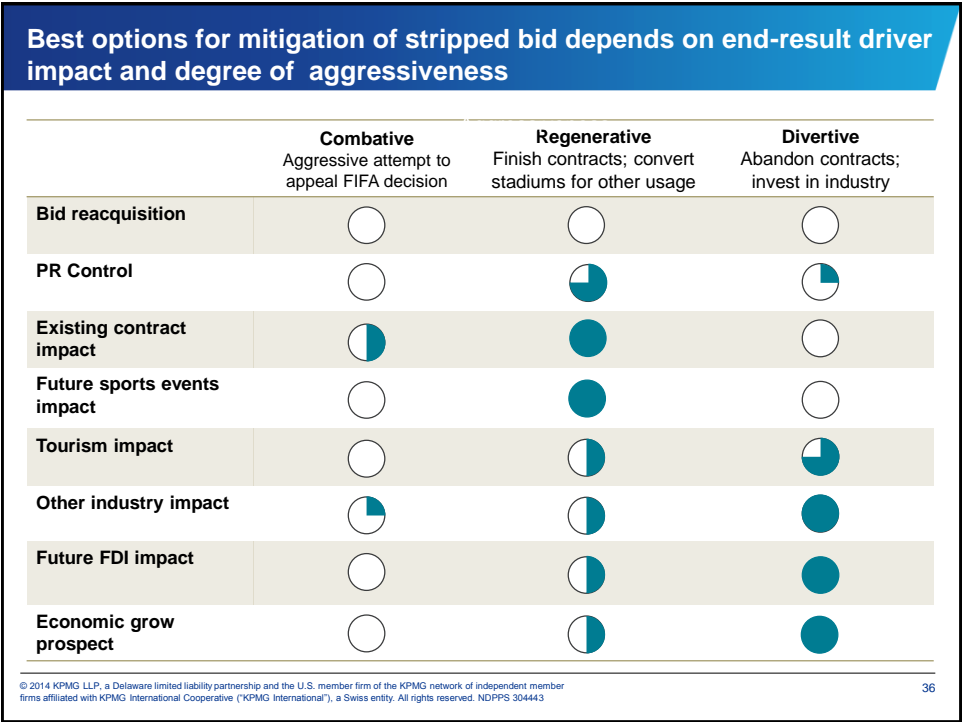 Best options for mitigation of stripped bid depends on end-result driver
impact and degree of aggressiveness
Combative
Aggressive attempt to
appeal FIFA decision
Regenerative
Finish contracts; convert
stadiums for other usage
Divertive
Abandon contracts;
invest in industry
Bid reacquisition
PR Control
Existing contract
impact
Future sports events
impact
Tourism impact
Other industry impact
Future FDI impact
Economic grow
prospect
© 2014 KPMG LLP, a Delaware limited liability partnership and the U.S. member firm of the KPMG network of independent member
firms affiliated with KPMG International Cooperative ("KPMG International"), a Swiss entity. All rights reserved. NDPPS 304443
36